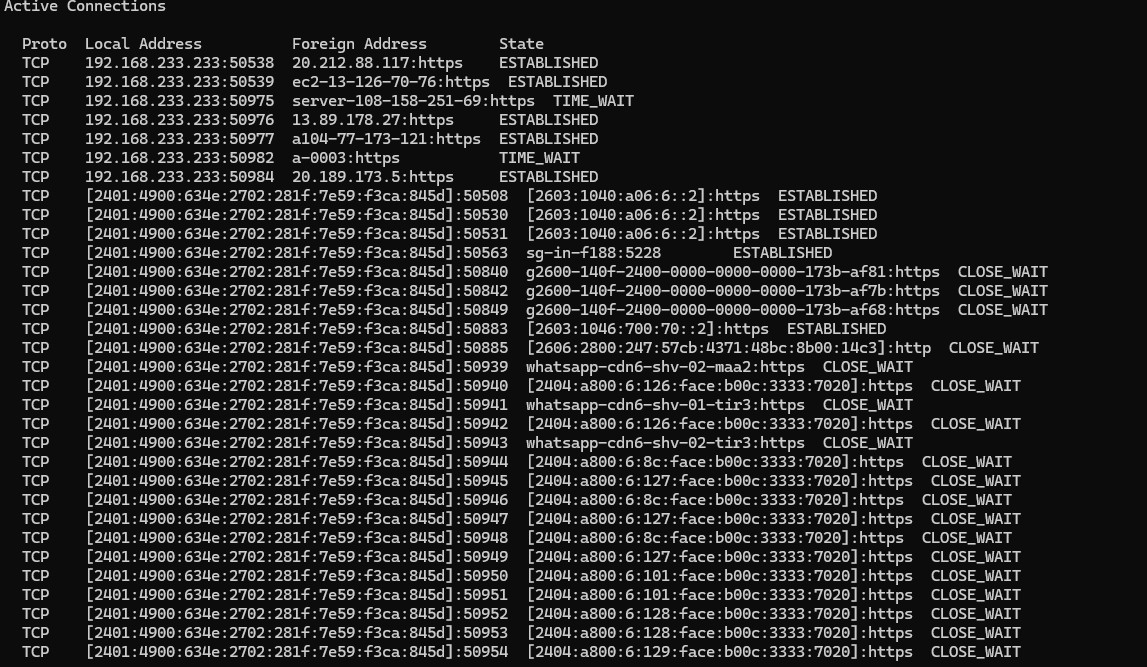 Active Connections
Proto  Local Address          Foreign Address        State
TCP    192.168.233.233:50538  20.212.88.117:https    ESTABLISHED
TCP    192.168.233.233:50539  ec2-13-126-70-76:https  ESTABLISHED
TCP    192.168.233.233:50975  server-108-158-251-69:https  TIME_WAIT
TCP    192.168.233.233:50976  13.89.178.27:https     ESTABLISHED
TCP    192.168.233.233:50977  a104-77-173-121:https  ESTABLISHED
TCP    192.168.233.233:50982  a-0003:https           TIME_WAIT
TCP    192.168.233.233:50984  20.189.173.5:https     ESTABLISHED
TCP    [2401:4900:634e:2702:281f:7e59:f3ca:845d]:50508  [2603:1040:a06:6::2]:https  ESTABLISHED
TCP    [2401:4900:634e:2702:281f:7e59:f3ca:845d]:50530  [2603:1040:a06:6::2]:https  ESTABLISHED
TCP    [2401:4900:634e:2702:281f:7e59:f3ca:845d]:50531  [2603:1040:a06:6::2]:https  ESTABLISHED
TCP    [2401:4900:634e:2702:281f:7e59:f3ca:845d]:50563  sg-in-f188:5228        ESTABLISHED
TCP    [2401:4900:634e:2702:281f:7e59:f3ca:845d]:50840  g2600-140f-2400-0000-0000-0000-173b-af81:https  CLOSE_WAIT
TCP    [2401:4900:634e:2702:281f:7e59:f3ca:845d]:50842  g2600-140f-2400-0000-0000-0000-173b-af7b:https  CLOSE_WAIT
TCP    [2401:4900:634e:2702:281f:7e59:f3ca:845d]:50849  g2600-140f-2400-0000-0000-0000-173b-af68:https  CLOSE_WAIT
TCP    [2401:4900:634e:2702:281f:7e59:f3ca:845d]:50883  [2603:1046:700:70::2]:https  ESTABLISHED
TCP    [2401:4900:634e:2702:281f:7e59:f3ca:845d]:50885  [2606:2800:247:57cb:4371:48bc:8b00:14c3]:http  CLOSE_WAIT
TCP    [2401:4900:634e:2702:281f:7e59:f3ca:845d]:50939  whatsapp-cdn6-shv-02-maa2:https  CLOSE_WAIT
TCP    [2401:4900:634e:2702:281f:7e59:f3ca:845d]:50940  [2404:a800:6:126:face:b00c:3333:7020]:https  CLOSE_WAIT
TCP    [2401:4900:634e:2702:281f:7e59:f3ca:845d]:50941  whatsapp-cdn6-shv-01-tir3:https  CLOSE_WAIT
TCP    [2401:4900:634e:2702:281f:7e59:f3ca:845d]:50942  [2404:a800:6:126:face:b00c:3333:7020]:https  CLOSE_WAIT
TCP    [2401:4900:634e:2702:281f:7e59:f3ca:845d]:50943  whatsapp-cdn6-shv-02-tir3:https  CLOSE_WAIT
TCP    [2401:4900:634e:2702:281f:7e59:f3ca:845d]:50944  [2404:a800:6:8c:face:b00c:3333:7020]:https  CLOSE_WAIT
TCP    [2401:4900:634e:2702:281f:7e59:f3ca:845d]:50945  [2404:a800:6:127:face:b00c:3333:7020]:https  CLOSE_WAIT
TCP    [2401:4900:634e:2702:281f:7e59:f3ca:845d]:50946  [2404:a800:6:8c:face:b00c:3333:7020]:https  CLOSE_WAIT
TCP    [2401:4900:634e:2702:281f:7e59:f3ca:845d]:50947  [2404:a800:6:127:face:b00c:3333:7020]:https  CLOSE_WAIT
TCP    [2401:4900:634e:2702:281f:7e59:f3ca:845d]:50948  [2404:a800:6:8c:face:b00c:3333:7020]:https  CLOSE_WAIT
TCP    [2401:4900:634e:2702:281f:7e59:f3ca:845d]:50949  [2404:a800:6:127:face:b00c:3333:7020]:https  CLOSE_WAIT
TCP    [2401:4900:634e:2702:281f:7e59:f3ca:845d]:50950  [2404:a800:6:101:face:b00c:3333:7020]:https  CLOSE_WAIT
TCP    [2401:4900:634e:2702:281f:7e59:f3ca:845d]:50951  [2404:a800:6:101:face:b00c:3333:7020]:https  CLOSE_WAIT
TCP    [2401:4900:634e:2702:281f:7e59:f3ca:845d]:50952  [2404:a800:6:128:face:b00c:3333:7020]:https  CLOSE_WAIT
TCP    [2401:4900:634e:2702:281f:7e59:f3ca:845d]:50953  [2404:a800:6:128:face:b00c:3333:7020]:https  CLOSE_WAIT
TCP    [2401:4900:634e:2702:281f:7e59:f3ca:845d]:50954  [2404:a800:6:129:face:b00c:3333:7020]:https  CLOSE_WAIT